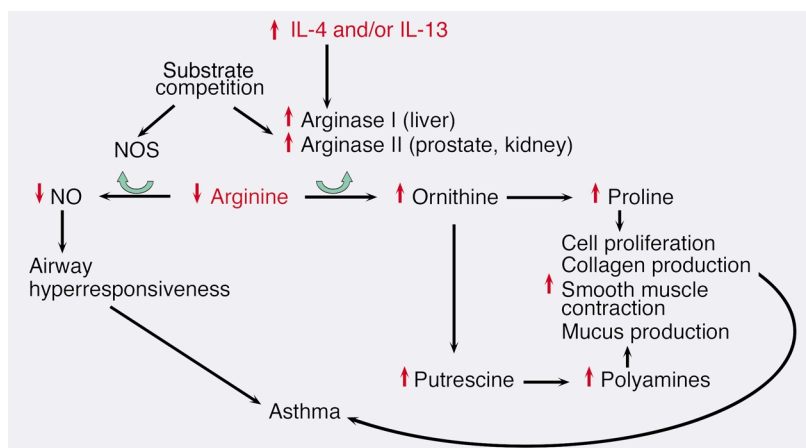 IL-4 and/or IL-13
Substrate
competition
Arginase I (liver)
Arginase II (prostate, kidney)
NOS
NO
Arginine
Ornithine
Proline
Cell proliferation
Collagen production
Smooth muscle
contraction
Mucus production
Airway
hyperresponsiveness
Putrescine
Polyamines
Asthma